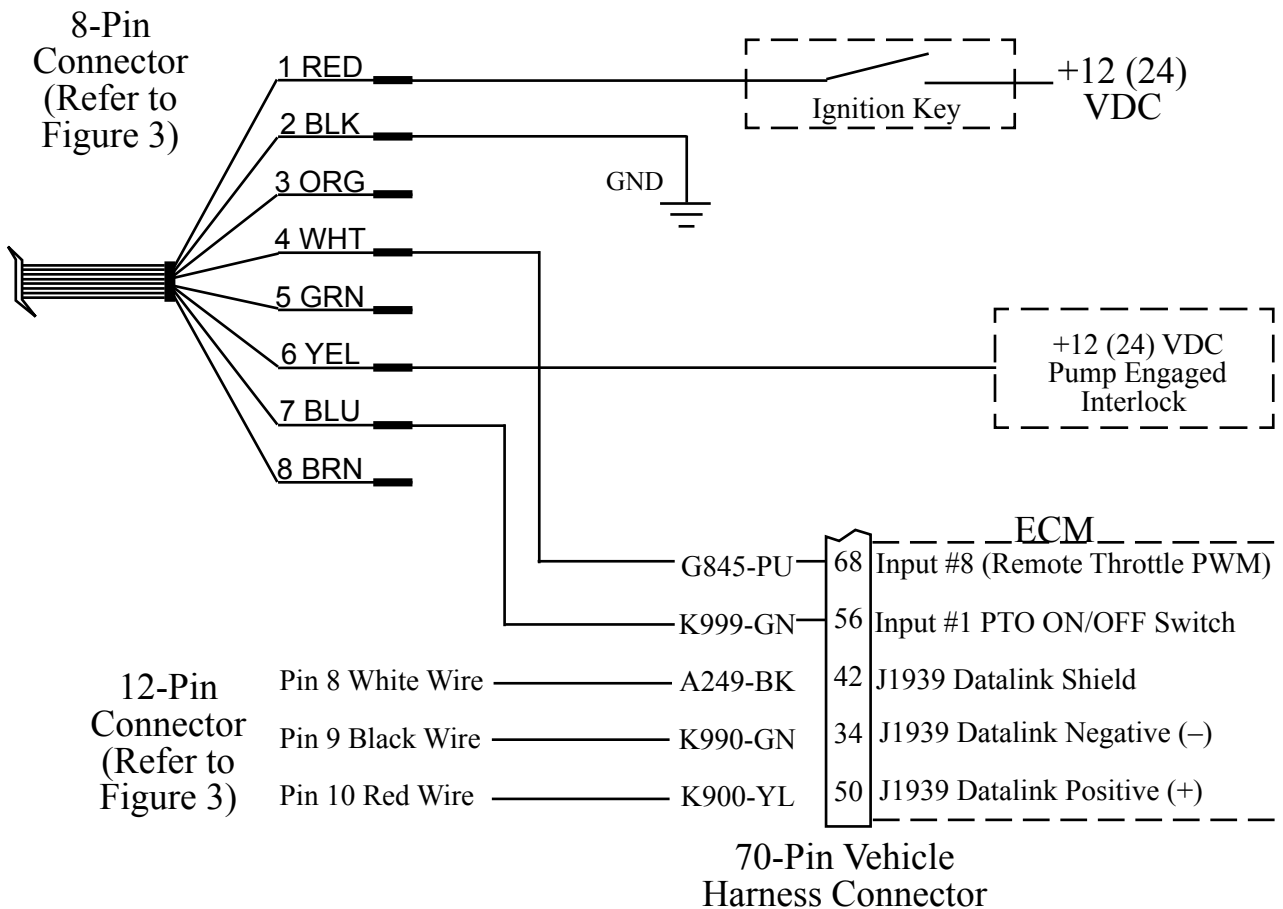 8-Pin
Connector
(Refer to
Figure 3)
1 RED
2 BLK
3 ORG
4 WHT
5 GRN
6 YEL
7 BLU
8 BRN
Ignition Key
+12 (24)
VDC
GND
+12 (24) VDC
Pump Engaged
Interlock
ECM
G845-PU 68 Input #8 (Remote Throttle PWM)
K999-GN 56 Input #1 PTO ON/OFF Switch
12-Pin
Connector
(Refer to
Figure 3)
Pin 8 White Wire A249-BK 42 J1939 Datalink Shield
Pin 9 Black Wire K990-GN 34 J1939 Datalink Negative (–)
Pin 10 Red Wire K900-YL 50 J1939 Datalink Positive (+)
70-Pin Vehicle
Harness Connector